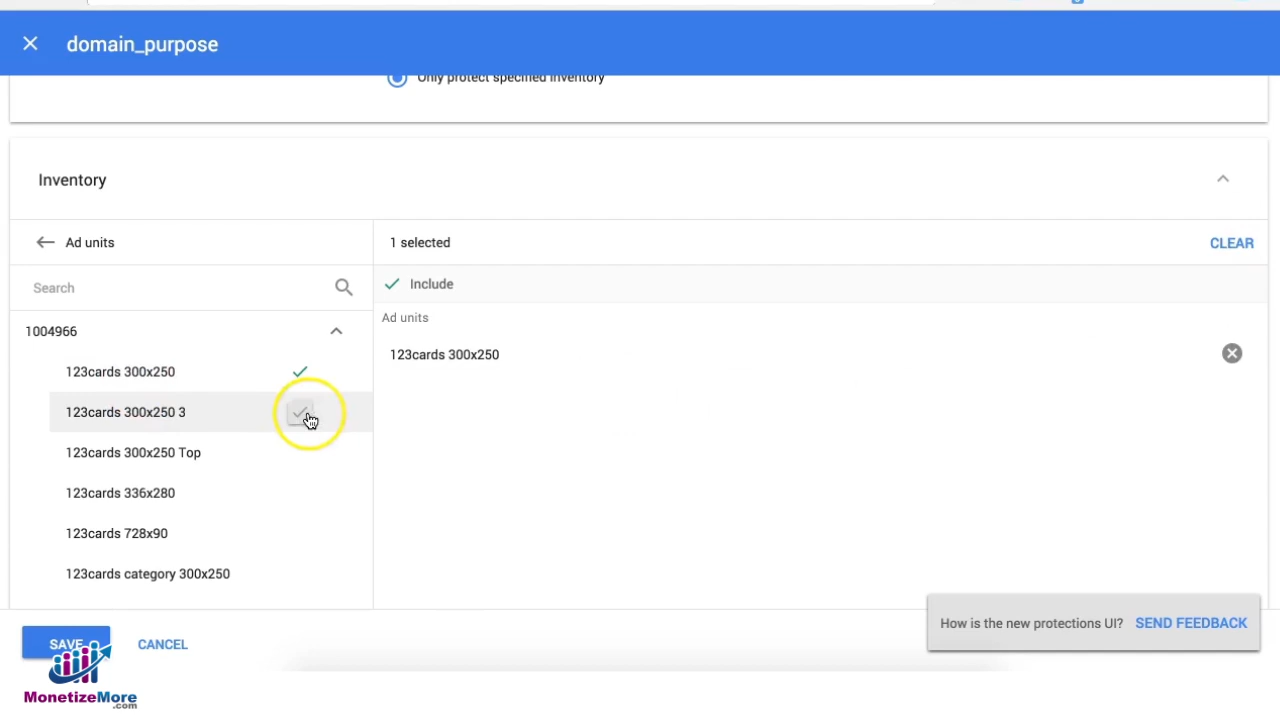 domain_purpose
Only protect specified inventory
Inventory
Ad units
1 selected
CLEAR
Search
Include
1004966
Ad units
123cards 300x250
123cards 300x250
123cards 300x250 3
123cards 300x250 Top
123cards 336x280
123cards 728x90
123cards category 300x250
How is the new protections UI? SEND FEEDBACK
SAVE
CANCEL
MonetizeMore
.com